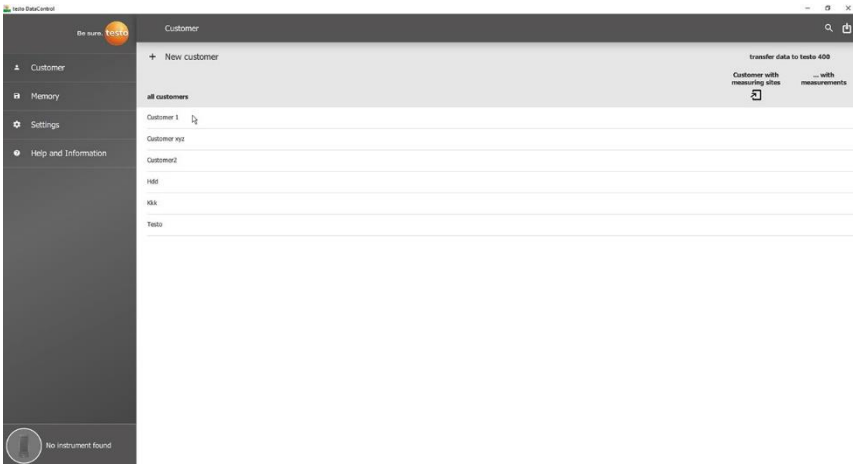 testo DataControl
Be sure. testo
Customer
Memory
Settings
Help and Information
No instrument found
Customer
+ New customer
transfer data to testo 400
Customer with
measuring sites
... with
measurements
all customers
Customer 1
Customer xyz
Customer2
Hdd
Kkk
Testo